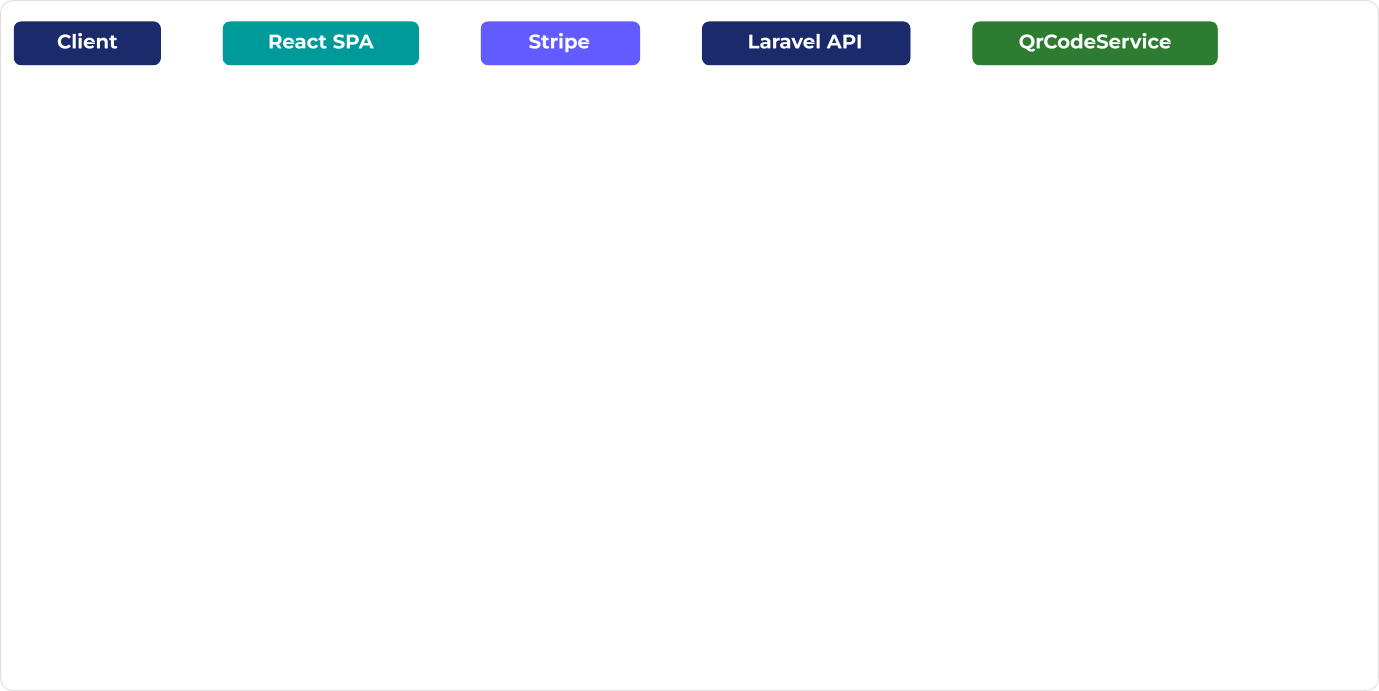 Client
React SPA
Stripe
Laravel API
QrCodeService